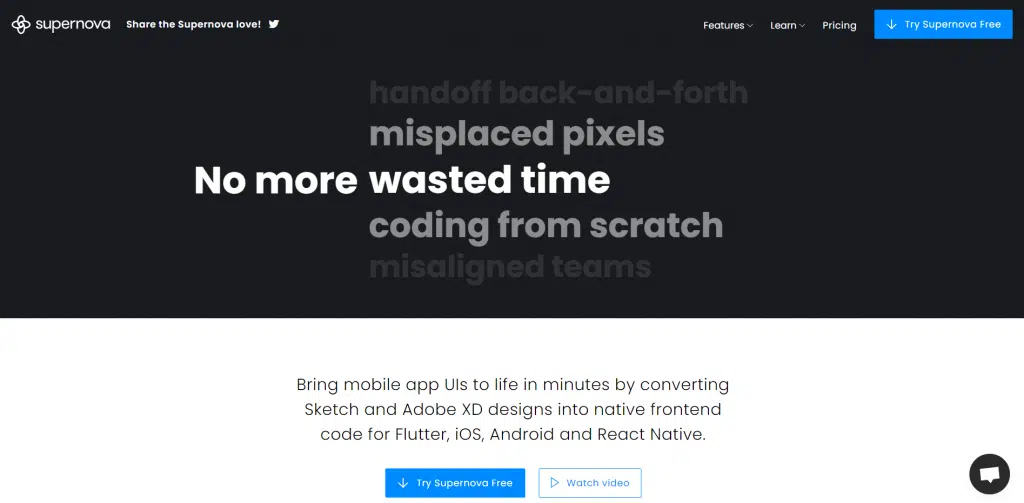 supernova Share the Supernova love! Features Learn Pricing Try Supernova Free
handoff back-and-forth
misplaced pixels
No more wasted time
coding from scratch
misaligned teams
Bring mobile app UIs to life in minutes by converting
Sketch and Adobe XD designs into native frontend
code for Flutter, iOS, Android and React Native.
Try Supernova Free Watch video